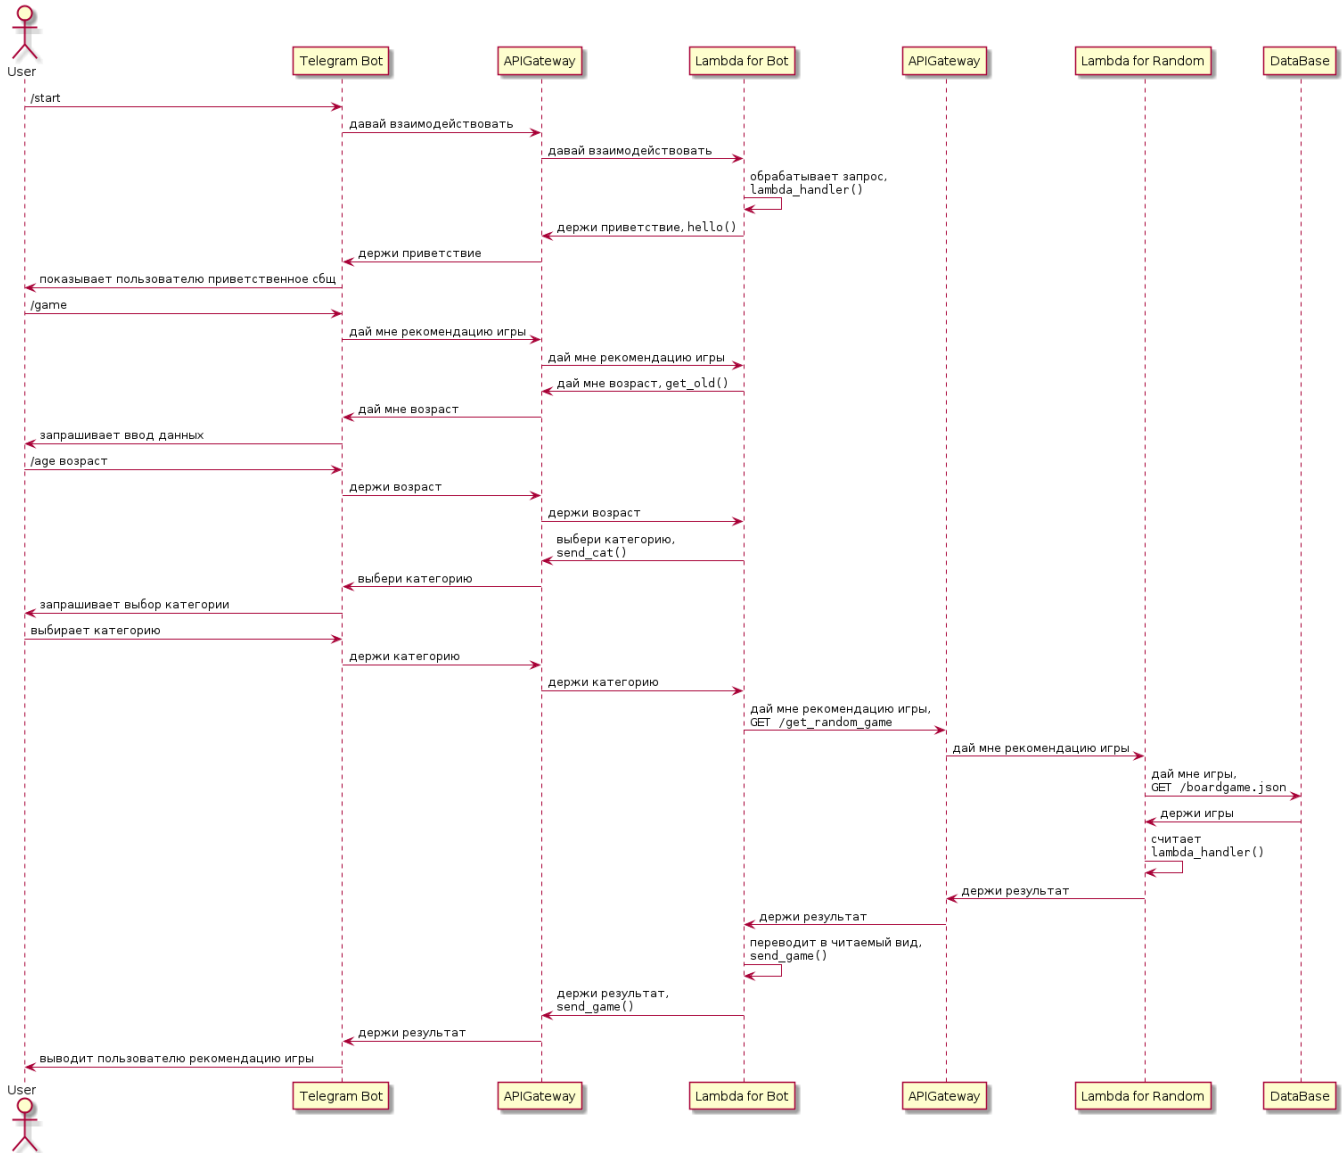 User
Telegram Bot
APIGateway
Lambda for Bot
APIGateway
Lambda for Random
DataBase
/start
давай взаимодействовать
давай взаимодействовать
обрабатывает запрос,
lambda_handler()
держи приветствие, hello()
держи приветствие
показывает пользователю приветственное сбщ
/game
дай мне рекомендацию игры
дай мне рекомендацию игры
дай мне возраст, get_old()
дай мне возраст
запрашивает ввод данных
/age возраст
держи возраст
держи возраст
выбери категорию,
send_cat()
выбери категорию
запрашивает выбор категории
выбирает категорию
держи категорию
держи категорию
дай мне рекомендацию игры,
GET /get_random_game
дай мне рекомендацию игры
дай мне игры,
GET /boardgame.json
держи игры
считает
lambda_handler()
держи результат
держи результат
переводит в читаемый вид,
send_game()
держи результат,
send_game()
держи результат
выводит пользователю рекомендацию игры
User
Telegram Bot
APIGateway
Lambda for Bot
APIGateway
Lambda for Random
DataBase